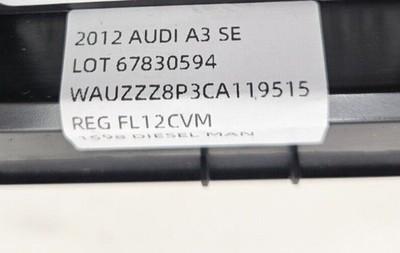 2012 AUDI A3 SE
LOT 67830594
WAUZZZ8P3CA119515
REG FL12CVM
1598 DIESEL MAN